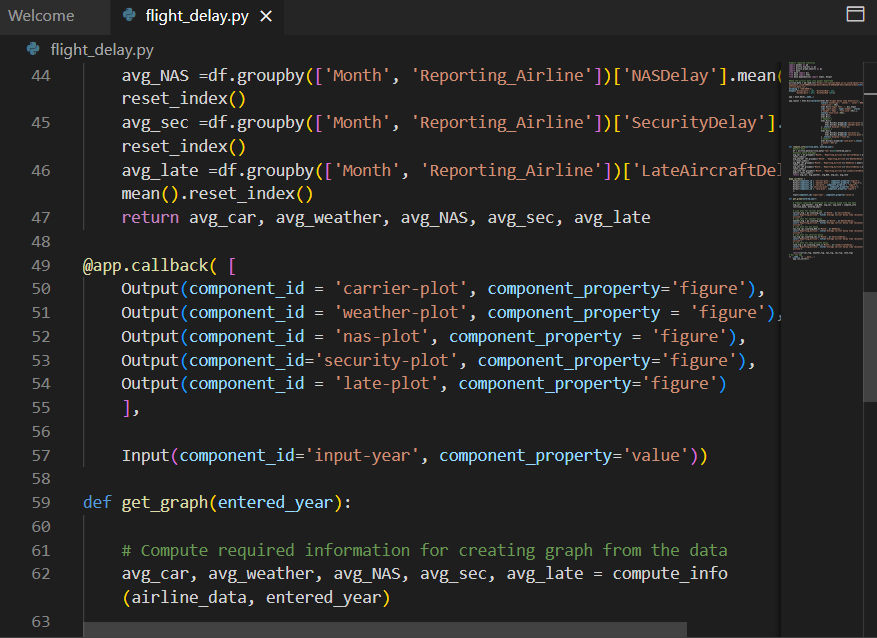 Welcome
flight_delay.py
flight_delay.py
44 avg_NAS =df.groupby(['Month', 'Reporting_Airline'])['NASDelay'].mean(
reset_index()
45 avg_sec =df.groupby(['Month', 'Reporting_Airline'])['SecurityDelay'].
reset_index()
46 avg_late =df.groupby(['Month', 'Reporting_Airline'])['LateAircraftDel
mean().reset_index()
47 return avg_car, avg_weather, avg_NAS, avg_sec, avg_late
48
49 @app.callback( [
50 Output(component_id = 'carrier-plot', component_property='figure'),
51 Output(component_id = 'weather-plot', component_property = 'figure'),
52 Output(component_id = 'nas-plot', component_property = 'figure'),
53 Output(component_id='security-plot', component_property='figure'),
54 Output(component_id = 'late-plot', component_property='figure')
55 ],
56
57 Input(component_id='input-year', component_property='value'))
58
59 def get_graph(entered_year):
60
61 # Compute required information for creating graph from the data
62 avg_car, avg_weather, avg_NAS, avg_sec, avg_late = compute_info
(airline_data, entered_year)
63